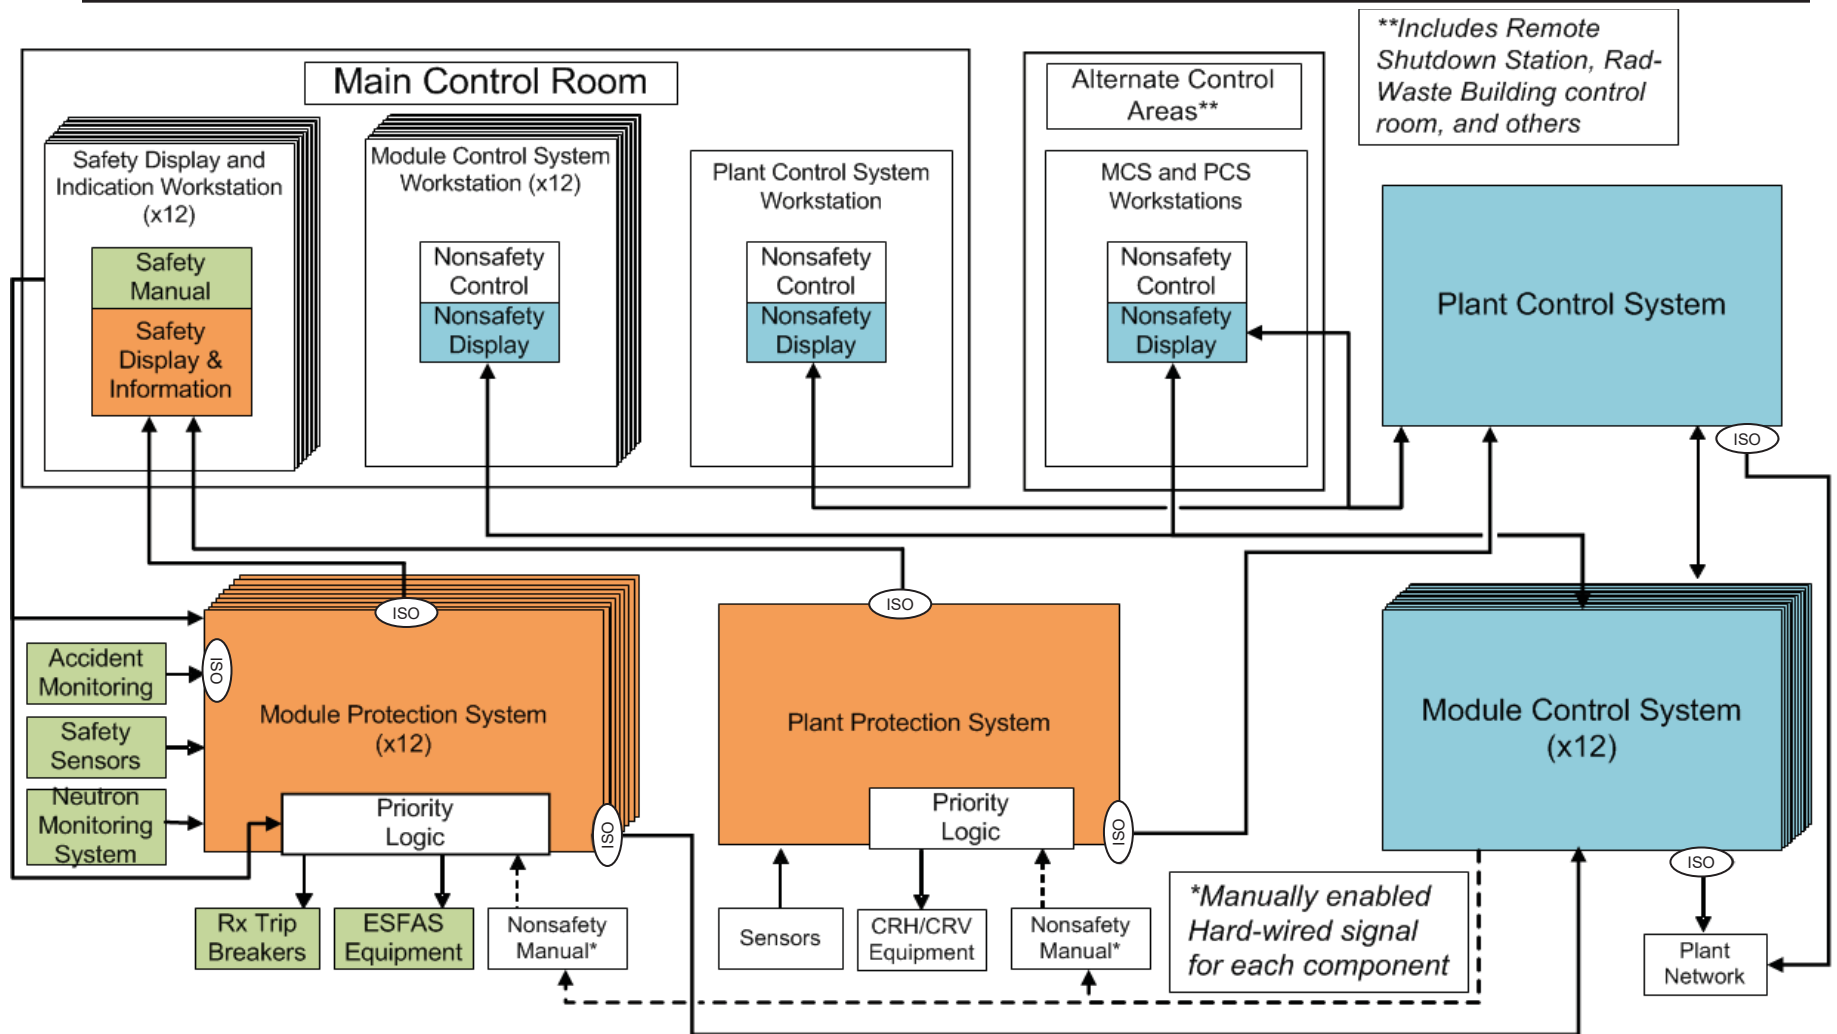 **Includes Remote
Shutdown Station, Rad-
Waste Building control
room, and others
Main Control Room
Alternate Control
Areas**
Safety Display and
Indication Workstation
(x12)
Safety
Manual
Safety
Display &
Information
Module Control System
Workstation (x12)
Nonsafety
Control
Nonsafety
Display
Plant Control System
Workstation
Nonsafety
Control
Nonsafety
Display
MCS and PCS
Workstations
Nonsafety
Control
Nonsafety
Display
Plant Control System
ISO
ISO
ISO
Accident
Monitoring
ISO
Safety
Sensors
Neutron
Monitoring
System
Module Protection System
(x12)
Priority
Logic
ISO
Plant Protection System
Priority
Logic
ISO
Module Control System
(x12)
ISO
Rx Trip
Breakers
ESFAS
Equipment
Nonsafety
Manual*
Sensors
CRH/CRV
Equipment
Nonsafety
Manual*
*Manually enabled
Hard-wired signal
for each component
Plant
Network